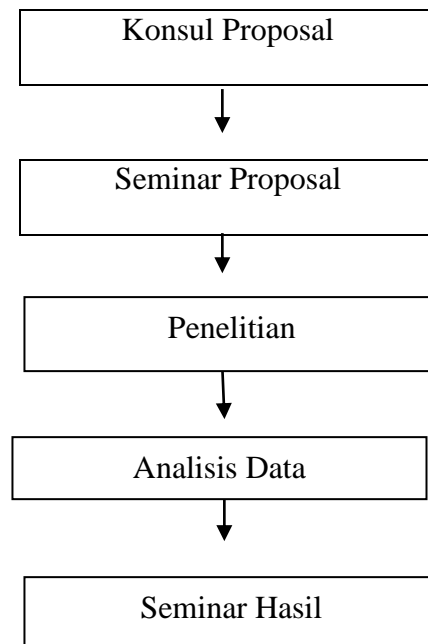 Konsul Proposal
Seminar Proposal
Penelitian
Analisis Data
Seminar Hasil